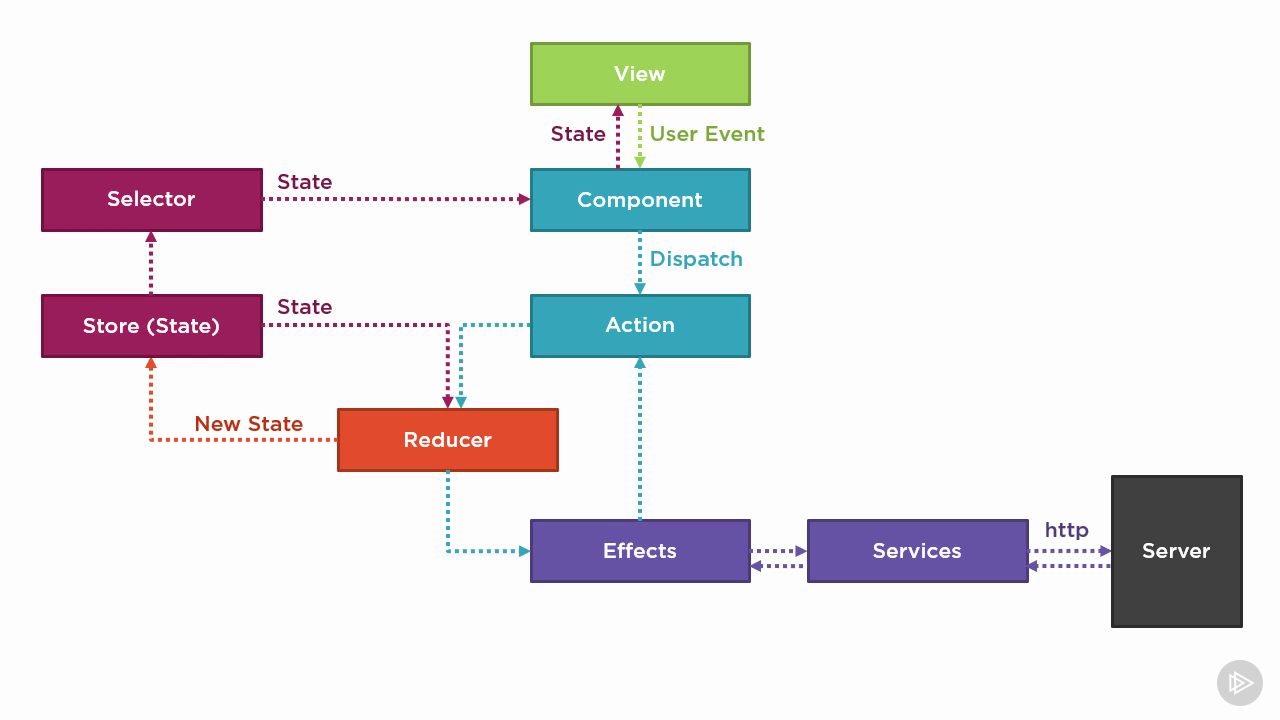 View
State
User Event
Selector
State
Component
Dispatch
Store (State)
State
Action
New State
Reducer
Effects
Services
http
Server